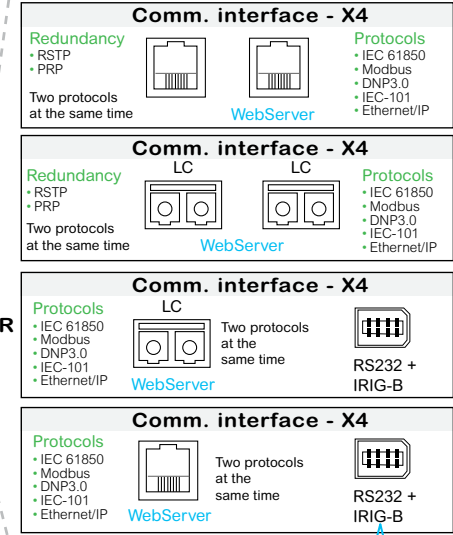 Comm. interface - X4
Redundancy
• RSTP
• PRP
Two protocols
at the same time
WebServer
Protocols
• IEC 61850
• Modbus
• DNP3.0
• IEC-101
• Ethernet/IP
Comm. interface - X4
Redundancy
• RSTP
• PRP
Two protocols
at the same time
LC
LC
WebServer
Protocols
• IEC 61850
• Modbus
• DNP3.0
• IEC-101
• Ethernet/IP
R
Comm. interface - X4
Protocols
• IEC 61850
• Modbus
• DNP3.0
• IEC-101
• Ethernet/IP
LC
WebServer
Two protocols
at the
same time
RS232 +
IRIG-B
Comm. interface - X4
Protocols
• IEC 61850
• Modbus
• DNP3.0
• IEC-101
• Ethernet/IP
WebServer
Two protocols
at the
same time
RS232 +
IRIG-B